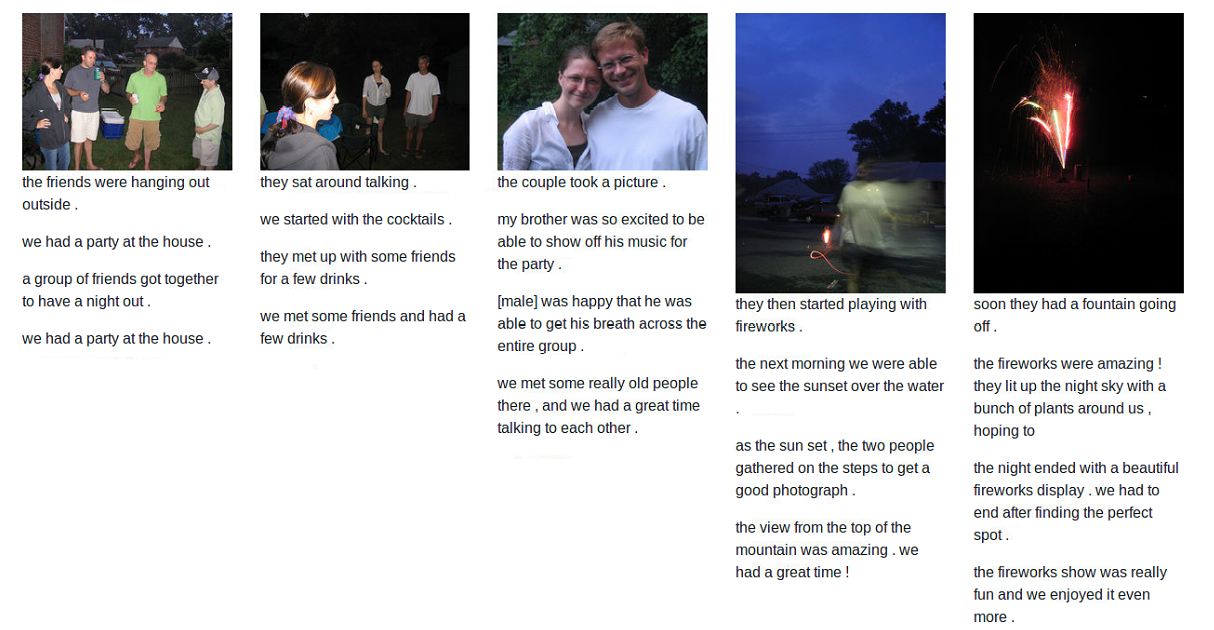 the friends were hanging out
outside .
we had a party at the house .
a group of friends got together
to have a night out .
we had a party at the house .
they sat around talking .
we started with the cocktails .
they met up with some friends
for a few drinks .
we met some friends and had a
few drinks .
the couple took a picture .
my brother was so excited to be
able to show off his music for
the party .
[male] was happy that he was
able to get his breath across the
entire group .
we met some really old people
there , and we had a great time
talking to each other .
they then started playing with
fireworks .
the next morning we were able
to see the sunset over the water
.
as the sun set , the two people
gathered on the steps to get a
good photograph .
the view from the top of the
mountain was amazing . we
had a great time !
soon they had a fountain going
off .
the fireworks were amazing !
they lit up the night sky with a
bunch of plants around us ,
hoping to
the night ended with a beautiful
fireworks display . we had to
end after finding the perfect
spot .
the fireworks show was really
fun and we enjoyed it even
more .